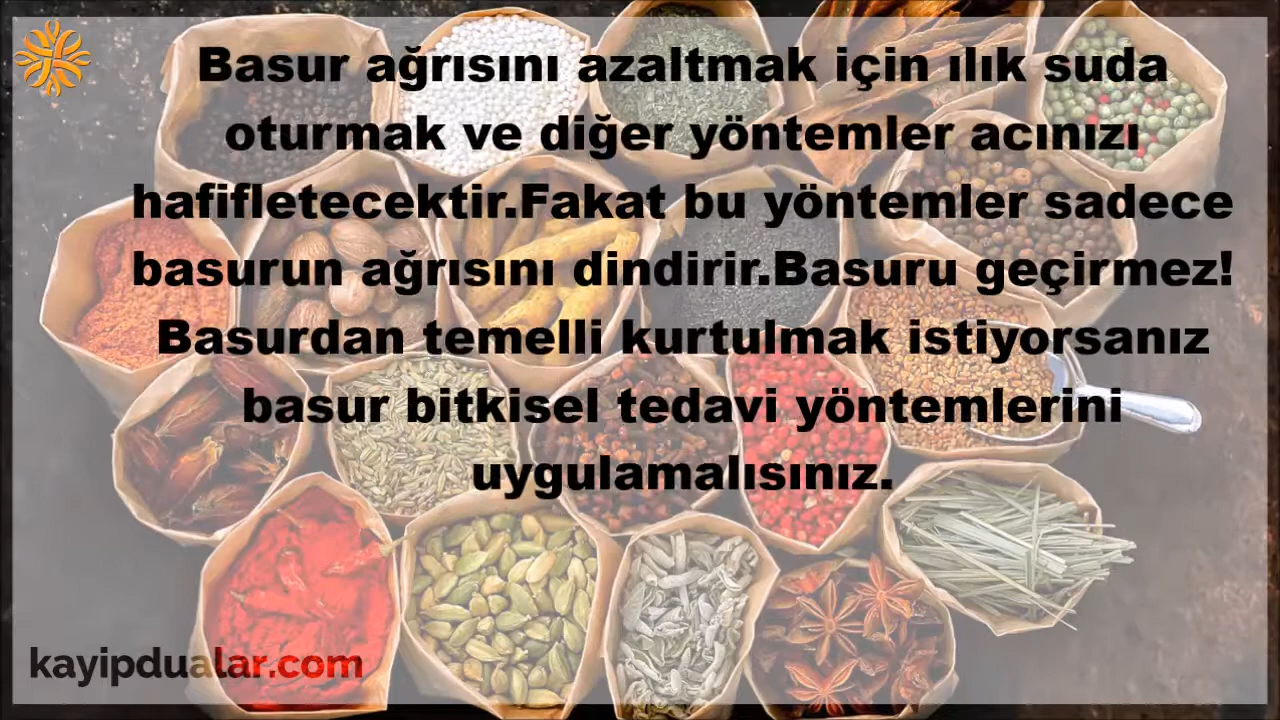 Basur ağrısını azaltmak için ılık suda
oturmak ve diğer yöntemler acınızı
hafifletecektir.Fakat bu yöntemler sadece
basurun ağrısını dindirir.Basuru geçirmez!
Basurdan temelli kurtulmak istiyorsanız
basur bitkisel tedavi yöntemlerini
uygulamalısınız.
kayipdualar.com